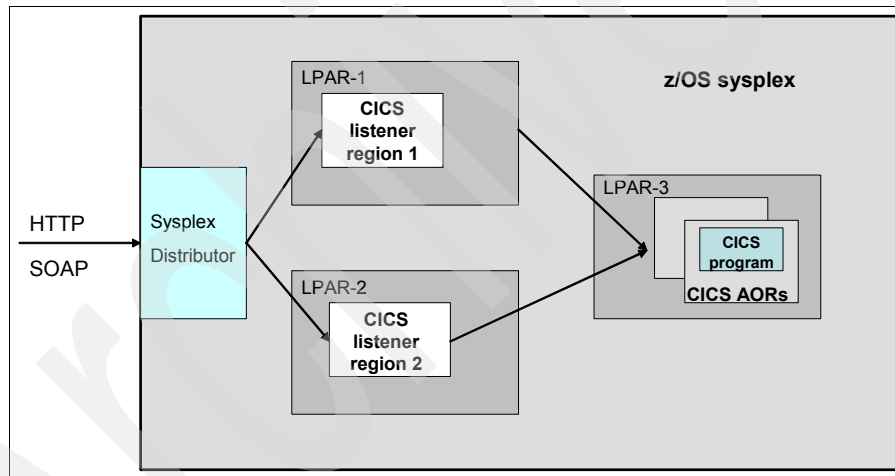 z/OS sysplex
LPAR-1
CICS
listener
region 1
HTTP
SOAP
Sysplex
Distributor
LPAR-2
CICS
listener
region 2
LPAR-3
CICS
program
CICS AORs